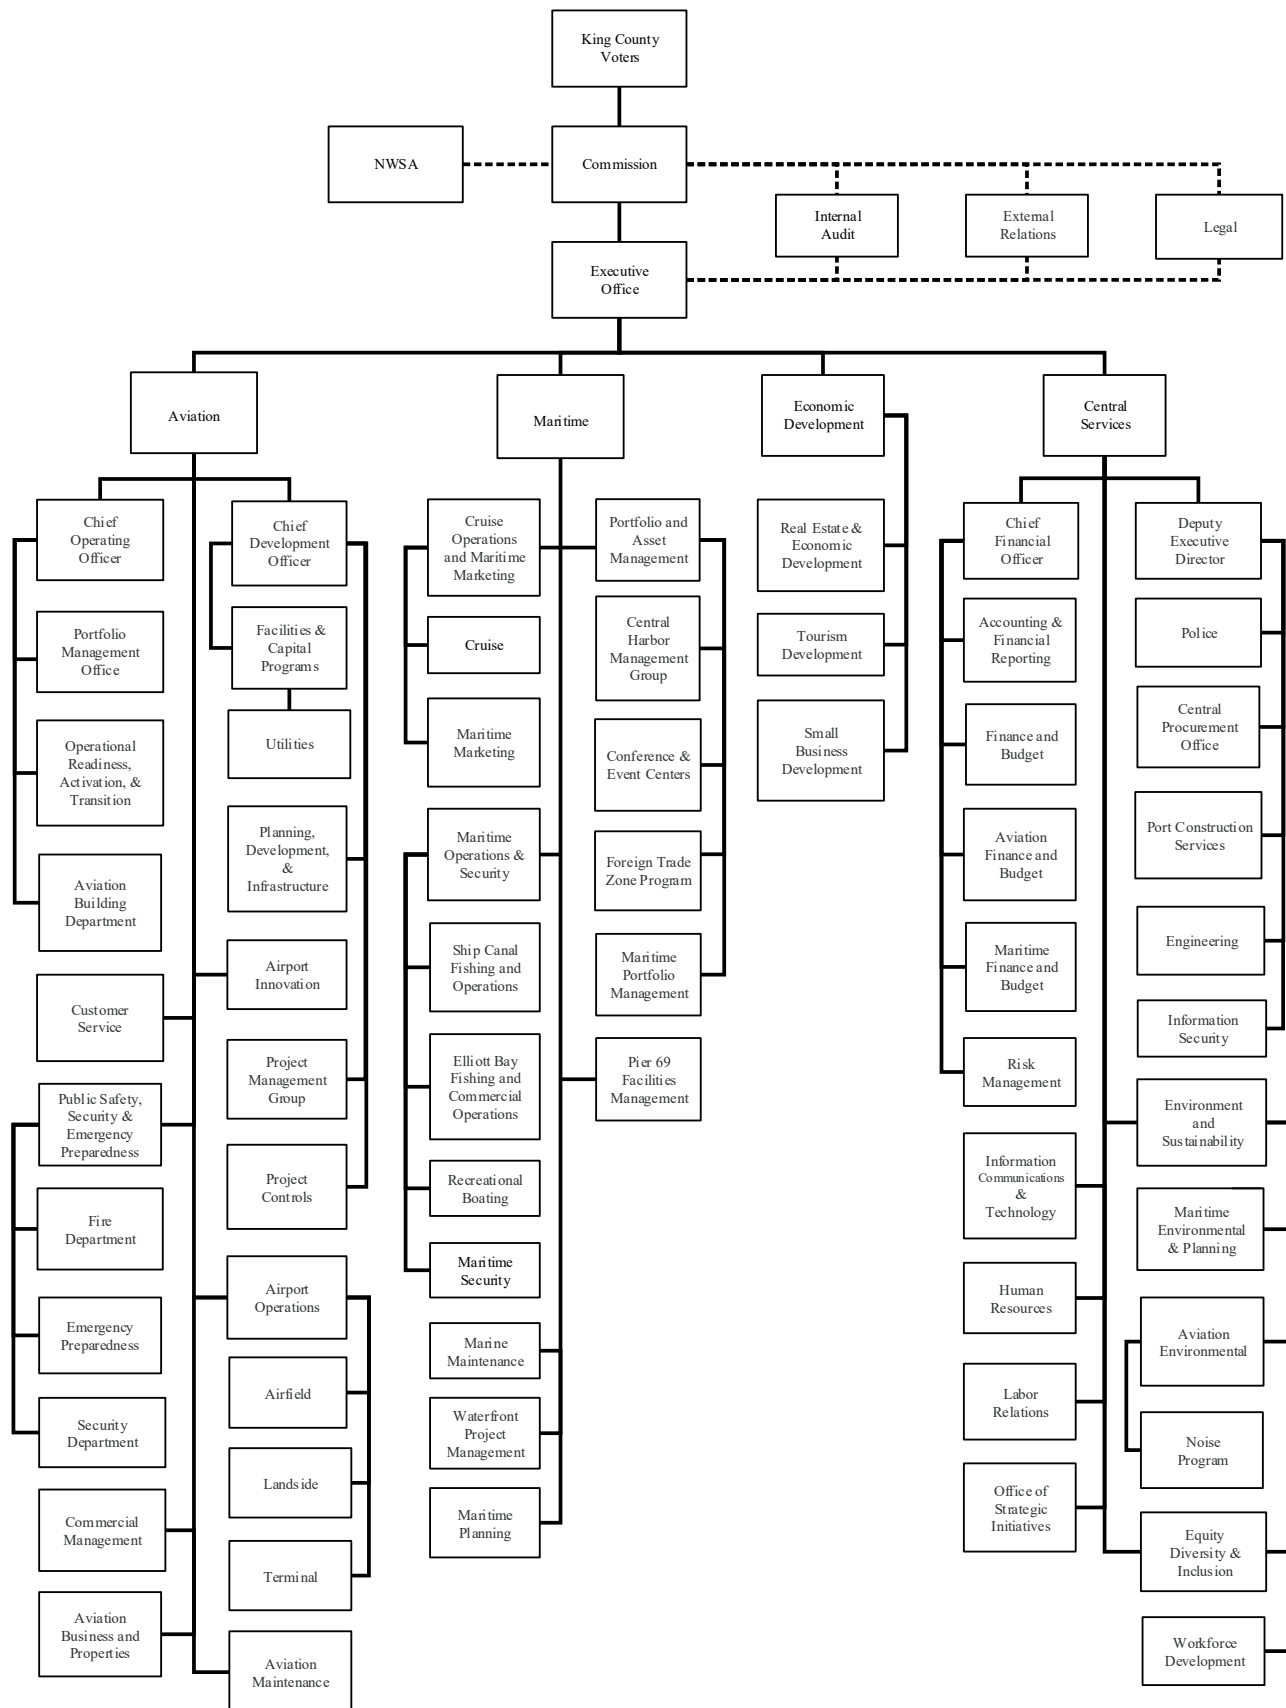 King County
Voters
NWSA
Commission
Internal
Audit
External
Relations
Legal
Executive
Office
Aviation
Maritime
Economic
Development
Central
Services
Chief
Operating
Officer
Portfolio
Management
Office
Operational
Readiness,
Activation, &
Transition
Aviation
Building
Department
Customer
Service
Public Safety,
Security &
Emergency
Preparedness
Fire
Department
Emergency
Preparedness
Security
Department
Commercial
Management
Aviation
Business and
Properties
Chief
Development
Officer
Facilities &
Capital
Programs
Utilities
Planning,
Development,
&
Infrastructure
Airport
Innovation
Project
Management
Group
Project
Controls
Airport
Operations
Airfield
Landside
Terminal
Aviation
Maintenance
Cruise
Operations
and Maritime
Marketing
Cruise
Maritime
Marketing
Maritime
Operations &
Security
Ship Canal
Fishing and
Operations
Elliott Bay
Fishing and
Commercial
Operations
Recreational
Boating
Maritime
Security
Marine
Maintenance
Waterfront
Project
Management
Maritime
Planning
Portfolio and
Asset
Management
Central
Harbor
Management
Group
Conference &
Event Centers
Foreign Trade
Zone Program
Maritime
Portfolio
Management
Pier 69
Facilities
Management
Real Estate &
Economic
Development
Tourism
Development
Small
Business
Development
Chief
Financial
Officer
Accounting &
Financial
Reporting
Finance and
Budget
Aviation
Finance and
Budget
Maritime
Finance and
Budget
Risk
Management
Information
Communications
&
Technology
Human
Resources
Labor
Relations
Office of
Strategic
Initiatives
Deputy
Executive
Director
Police
Central
Procurement
Office
Port Construction
Services
Engineering
Information
Security
Environment
and
Sustainability
Maritime
Environmental
& Planning
Aviation
Environmental
Noise
Program
Equity
Diversity &
Inclusion
Workforce
Development